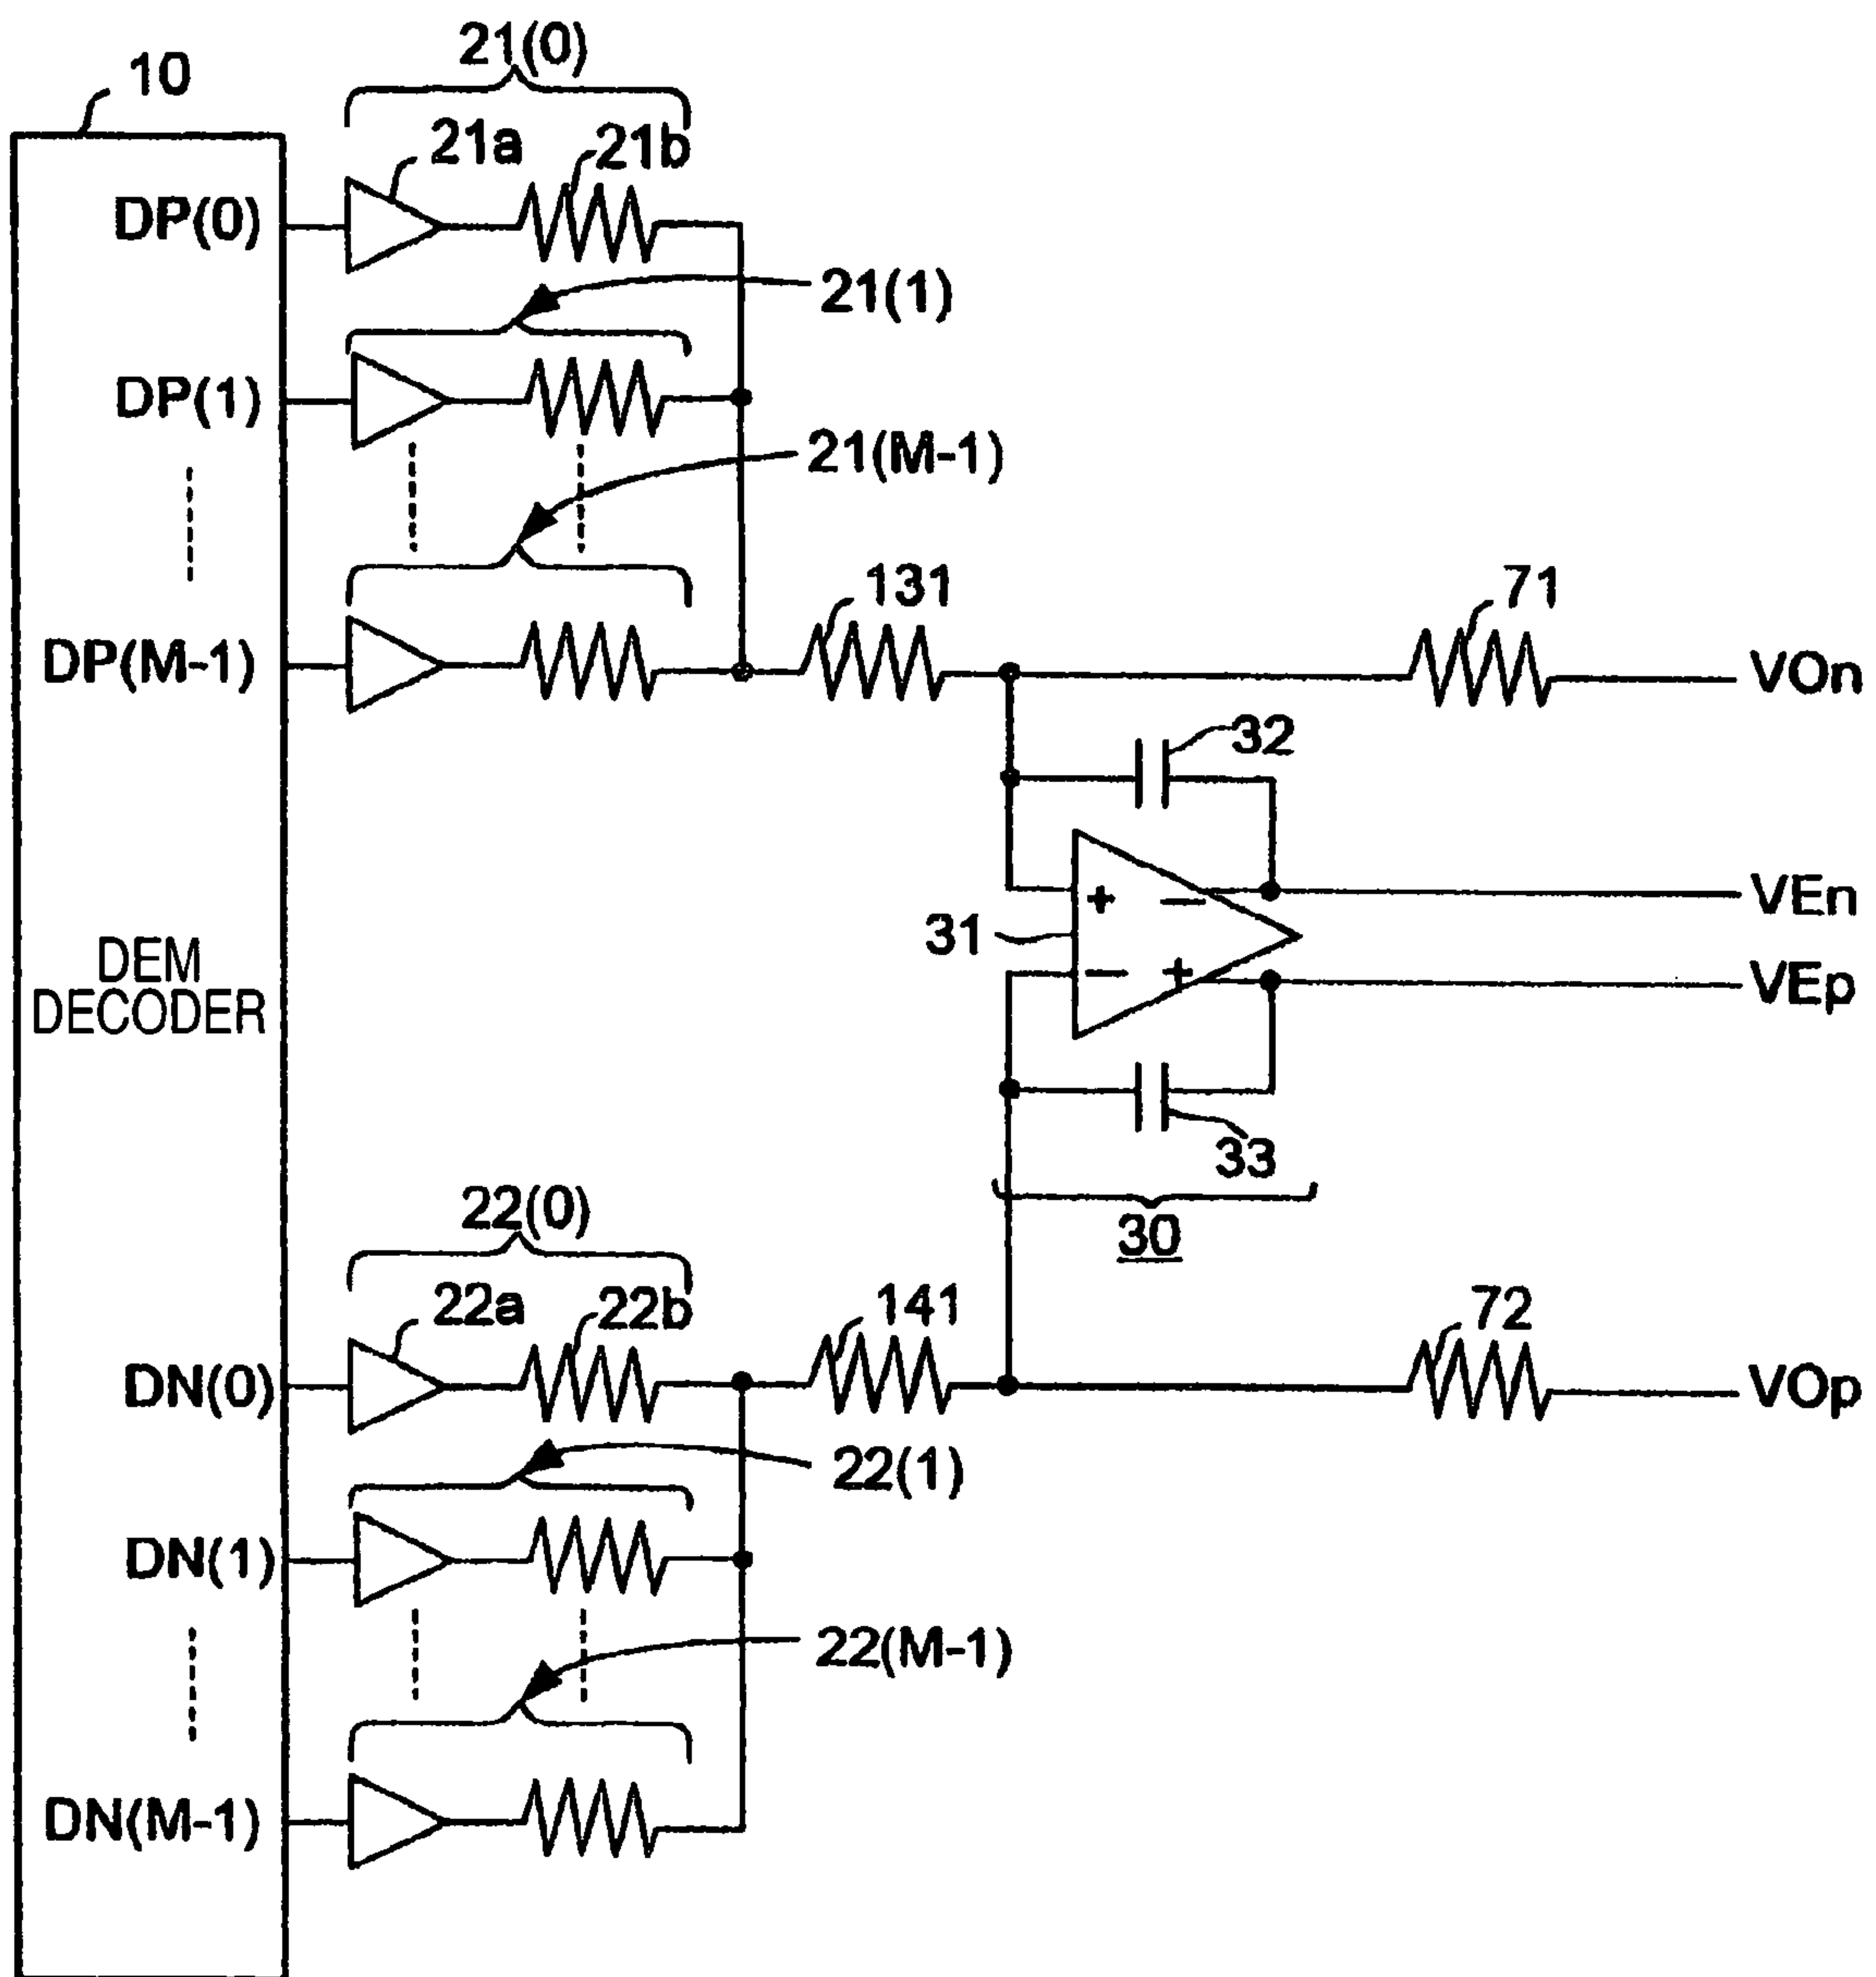 10
21(0)
21a
21b
DP(0)
21(1)
DP(1)
21(M-1)
131
71
DP(M-1)
VOn
32
+
−
VEn
31
DEM
DECODER
−
+
VEp
33
22(0)
30
22a
22b
141
72
DN(0)
VOp
22(1)
DN(1)
22(M-1)
DN(M-1)